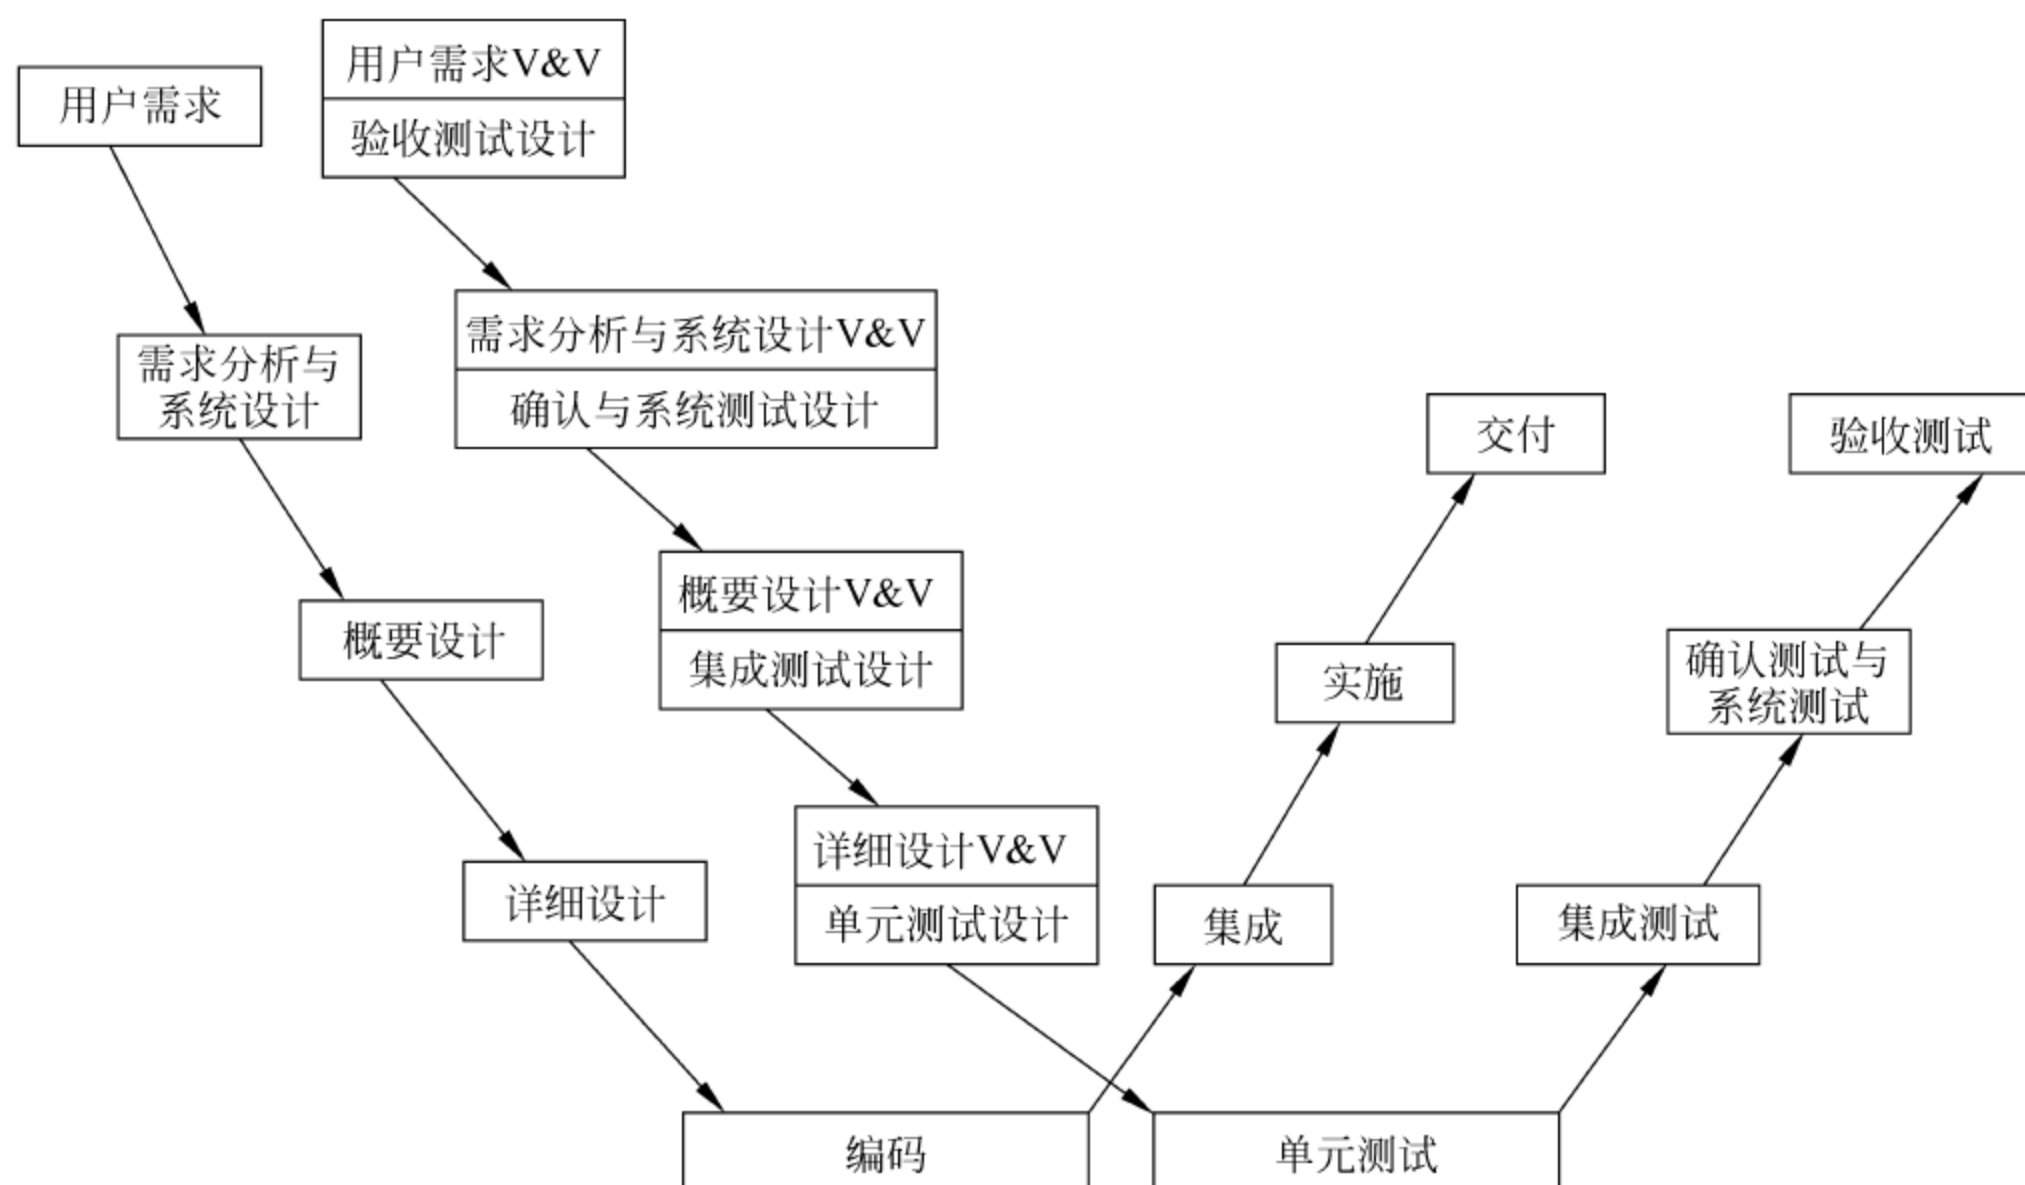 用户需求V&V
用户需求
验收测试设计
需求分析与系统设计V&V
需求分析与
系统设计
确认与系统测试设计
交付
验收测试
概要设计V&V
概要设计
集成测试设计
实施
确认测试与
系统测试
详细设计V&V
详细设计
单元测试设计
集成
集成测试
编码
单元测试